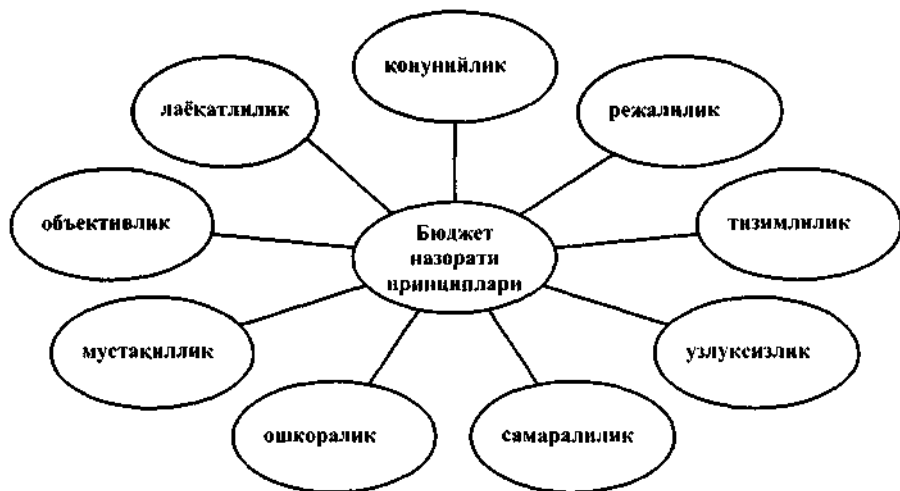 қонунийлик
лаёқатлилик
режалилик
объективлик
тизимлилик
Бюджет
назорати
принциплари
мустақиллик
узлуксизлик
ошкоралик
самаралилик